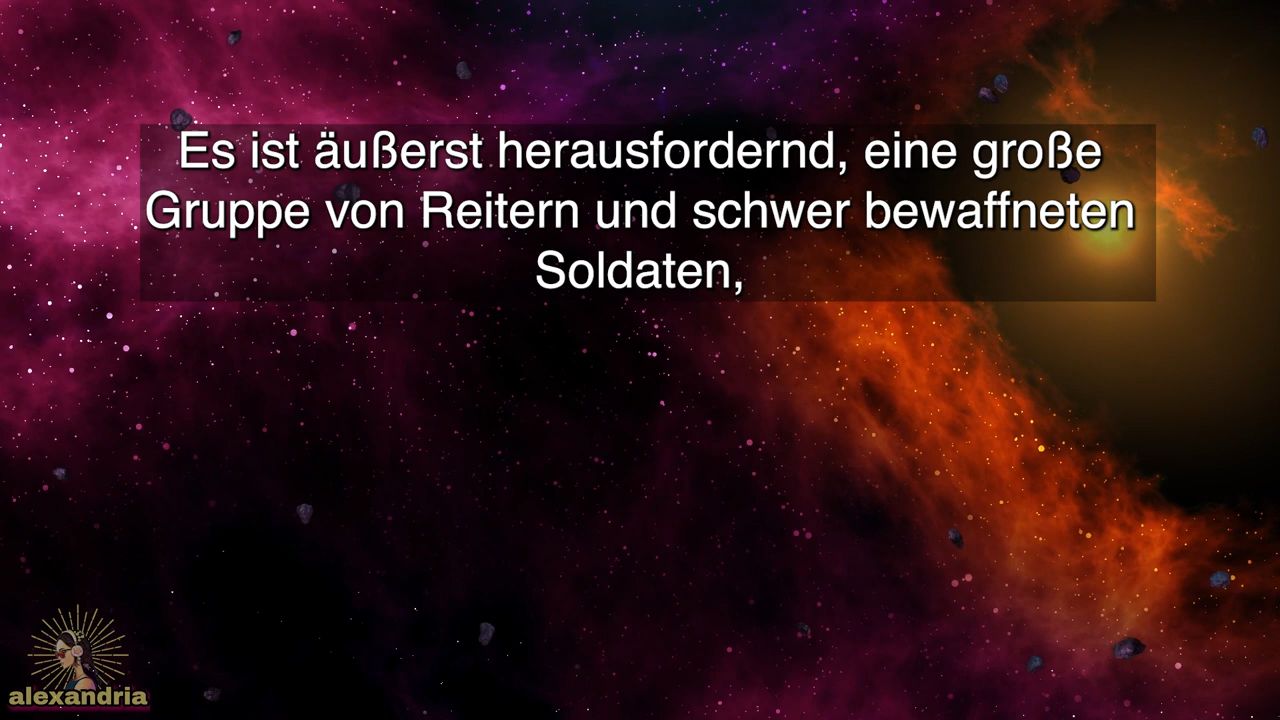 Es ist äußerst herausfordernd, eine große
Gruppe von Reitern und schwer bewaffneten
Soldaten,
alexandria